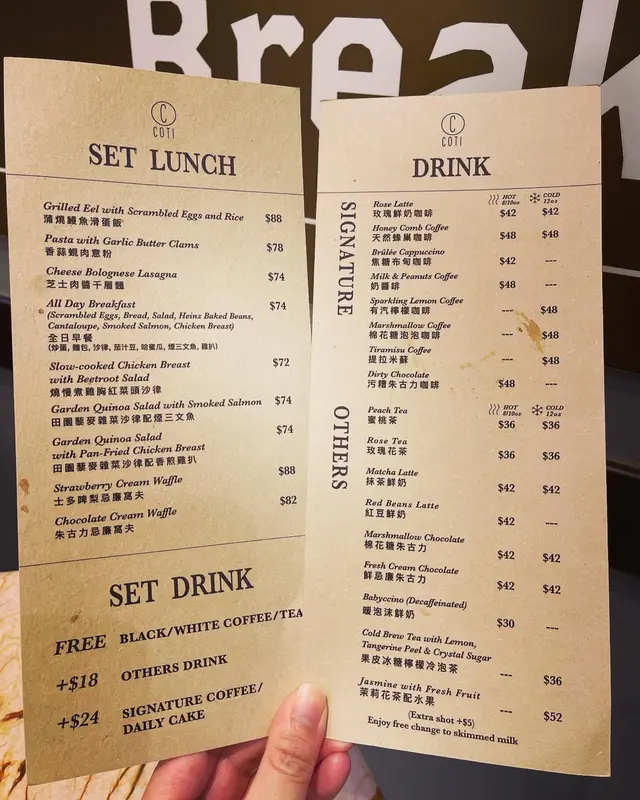 Break
C
COTI
SET LUNCH
Grilled Eel with Scrambled Eggs and Rice $88
蒲燒鰻魚滑蛋飯
Pasta with Garlic Butter Clams $78
香蒜蜆肉意粉
Cheese Bolognese Lasagna $74
芝士肉醬千層麵
All Day Breakfast $74
(Scrambled Eggs, Bread, Salad, Heinz Baked Beans,
Cantaloupe, Smoked Salmon, Chicken Breast)
全日早餐
(炒蛋, 麵包, 沙律, 茄汁豆, 哈蜜瓜, 煙三文魚, 雞扒)
Slow-cooked Chicken Breast $72
with Beetroot Salad
燒慢煮雞胸紅菜頭沙律
Garden Quinoa Salad with Smoked Salmon $74
田園藜麥雜菜沙律配煙三文魚
Garden Quinoa Salad $74
with Pan-Fried Chicken Breast
田園藜麥雜菜沙律配香煎雞扒
Strawberry Cream Waffle $88
士多啤梨忌廉窩夫
Chocolate Cream Waffle $82
朱古力忌廉窩夫
SET DRINK
FREE BLACK/WHITE COFFEE/TEA
+$18 OTHERS DRINK
+$24 SIGNATURE COFFEE/
DAILY CAKE
C
COTI
DRINK
SIGNATURE
HOT COLD
8/10oz 12oz
Rose Latte $42 $42
玫瑰鮮奶咖啡
Honey Comb Coffee $48 $48
天然蜂巢咖啡
Brûlée Cappuccino $42 ---
焦糖布甸咖啡
Milk & Peanuts Coffee $48 ---
奶醬啡
Sparkling Lemon Coffee --- $48
有汽檸檬咖啡
Marshmallow Coffee --- $48
棉花糖泡泡咖啡
Tiramisu Coffee --- $48
提拉米蘇
Dirty Chocolate $48 ---
污糟朱古力咖啡
OTHERS
HOT COLD
8/10oz 12oz
Peach Tea $36 $36
蜜桃茶
Rose Tea $36 $36
玫瑰花茶
Matcha Latte $42 $42
抹茶鮮奶
Red Beans Latte $42 ---
紅豆鮮奶
Marshmallow Chocolate $42 $42
棉花糖朱古力
Fresh Cream Chocolate $42 $42
鮮忌廉朱古力
Babyccino (Decaffeinated) $30 ---
暖泡沫鮮奶
Cold Brew Tea with Lemon,
Tangerine Peel & Crystal Sugar --- $36
果皮冰糖檸檬冷泡茶
Jasmine with Fresh Fruit --- $52
茉莉花茶配水果
(Extra shot +$5)
Enjoy free change to skimmed milk